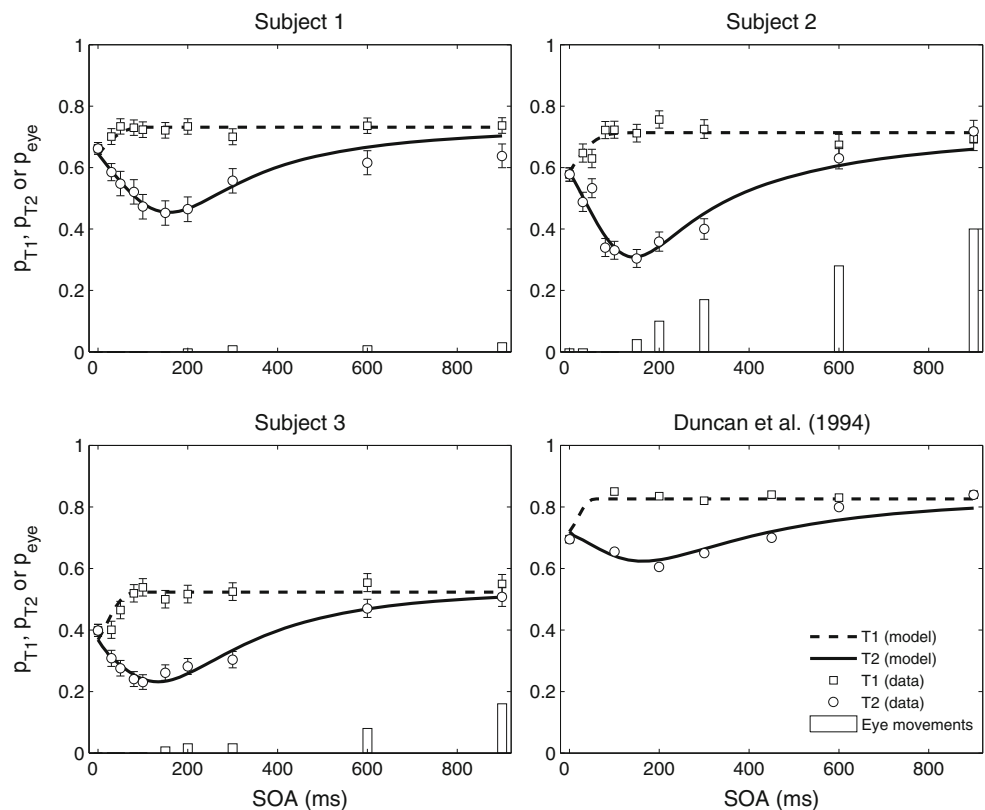 Subject 1
Subject 2
1
0.8
0.6
0.4
0.2
0
0 200 400 600 800
p_T1, p_T2 or p_eye
1
0.8
0.6
0.4
0.2
0
0 200 400 600 800
Subject 3
Duncan et al. (1994)
1
0.8
0.6
0.4
0.2
0
0 200 400 600 800
p_T1, p_T2 or p_eye
SOA (ms)
1
0.8
0.6
0.4
0.2
0
0 200 400 600 800
SOA (ms)
T1 (model)
T2 (model)
T1 (data)
T2 (data)
Eye movements